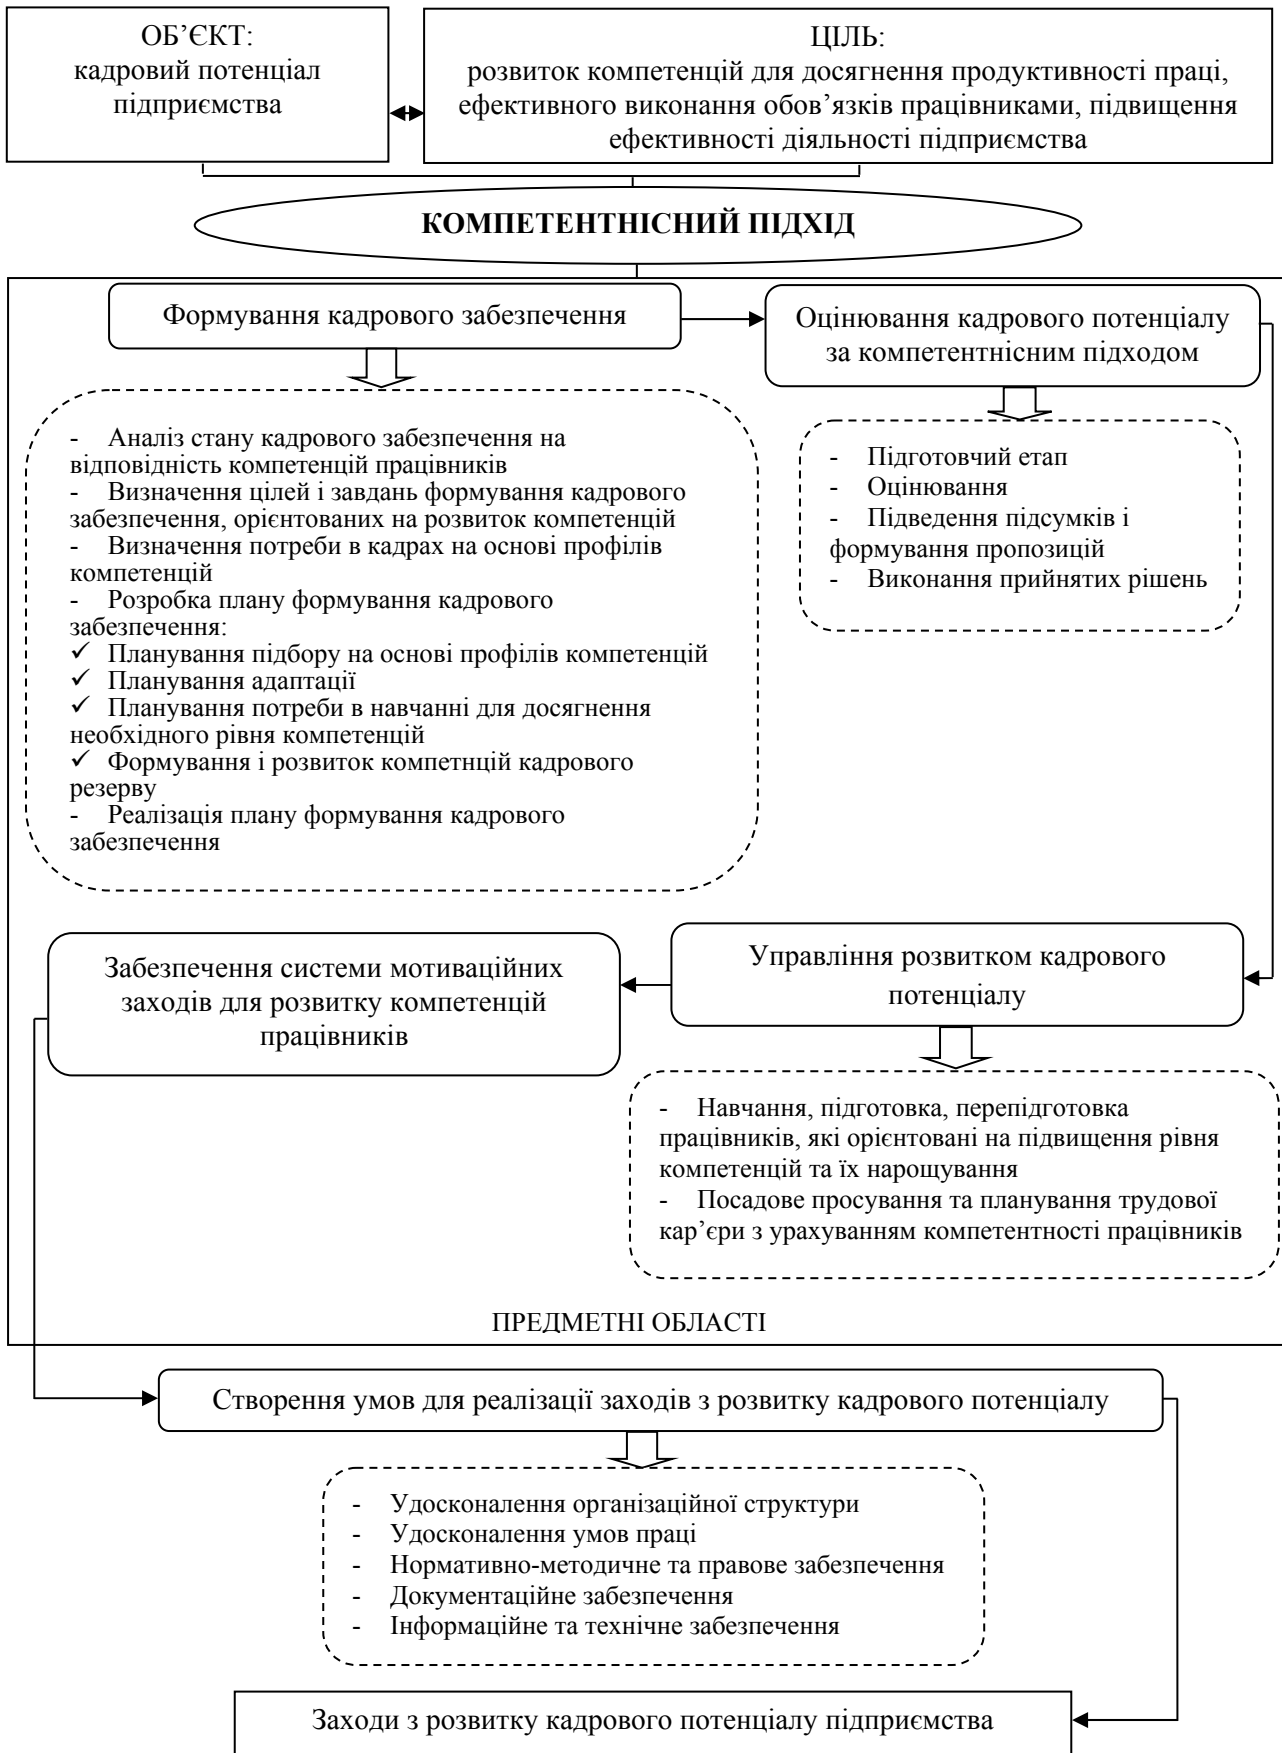 ОБ’ЄКТ:
кадровий потенціал
підприємства
ЦІЛЬ:
розвиток компетенцій для досягнення продуктивності праці,
ефективного виконання обов’язків працівниками, підвищення
ефективності діяльності підприємства
КОМПЕТЕНТНІСНИЙ ПІДХІД
Формування кадрового забезпечення
Оцінювання кадрового потенціалу
за компетентнісним підходом
- Аналіз стану кадрового забезпечення на
відповідність компетенцій працівників
- Визначення цілей і завдань формування кадрового
забезпечення, орієнтованих на розвиток компетенцій
- Визначення потреби в кадрах на основі профілів
компетенцій
- Розробка плану формування кадрового
забезпечення:
✓ Планування підбору на основі профілів компетенцій
✓ Планування адаптації
✓ Планування потреби в навчанні для досягнення
необхідного рівня компетенцій
✓ Формування і розвиток компетнцій кадрового
резерву
- Реалізація плану формування кадрового
забезпечення
- Підготовчий етап
- Оцінювання
- Підведення підсумків і
формування пропозицій
- Виконання прийнятих рішень
Управління розвитком кадрового
потенціалу
Забезпечення системи мотиваційних
заходів для розвитку компетенцій
працівників
- Навчання, підготовка, перепідготовка
працівників, які орієнтовані на підвищення рівня
компетенцій та їх нарощування
- Посадове просування та планування трудової
кар’єри з урахуванням компетентності працівників
ПРЕДМЕТНІ ОБЛАСТІ
Створення умов для реалізації заходів з розвитку кадрового потенціалу
- Удосконалення організаційної структури
- Удосконалення умов праці
- Нормативно-методичне та правове забезпечення
- Документаційне забезпечення
- Інформаційне та технічне забезпечення
Заходи з розвитку кадрового потенціалу підприємства